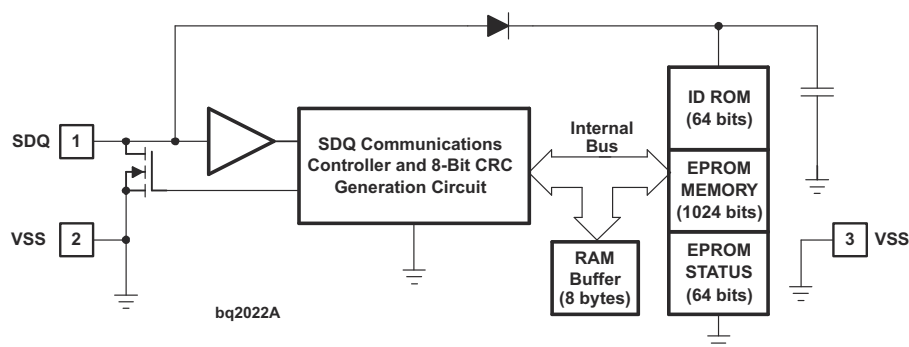 SDQ 1
VSS 2
SDQ Communications
Controller and 8-Bit CRC
Generation Circuit
Internal
Bus
RAM
Buffer
(8 bytes)
ID ROM
(64 bits)
EPROM
MEMORY
(1024 bits)
EPROM
STATUS
(64 bits)
3 VSS
bq2022A